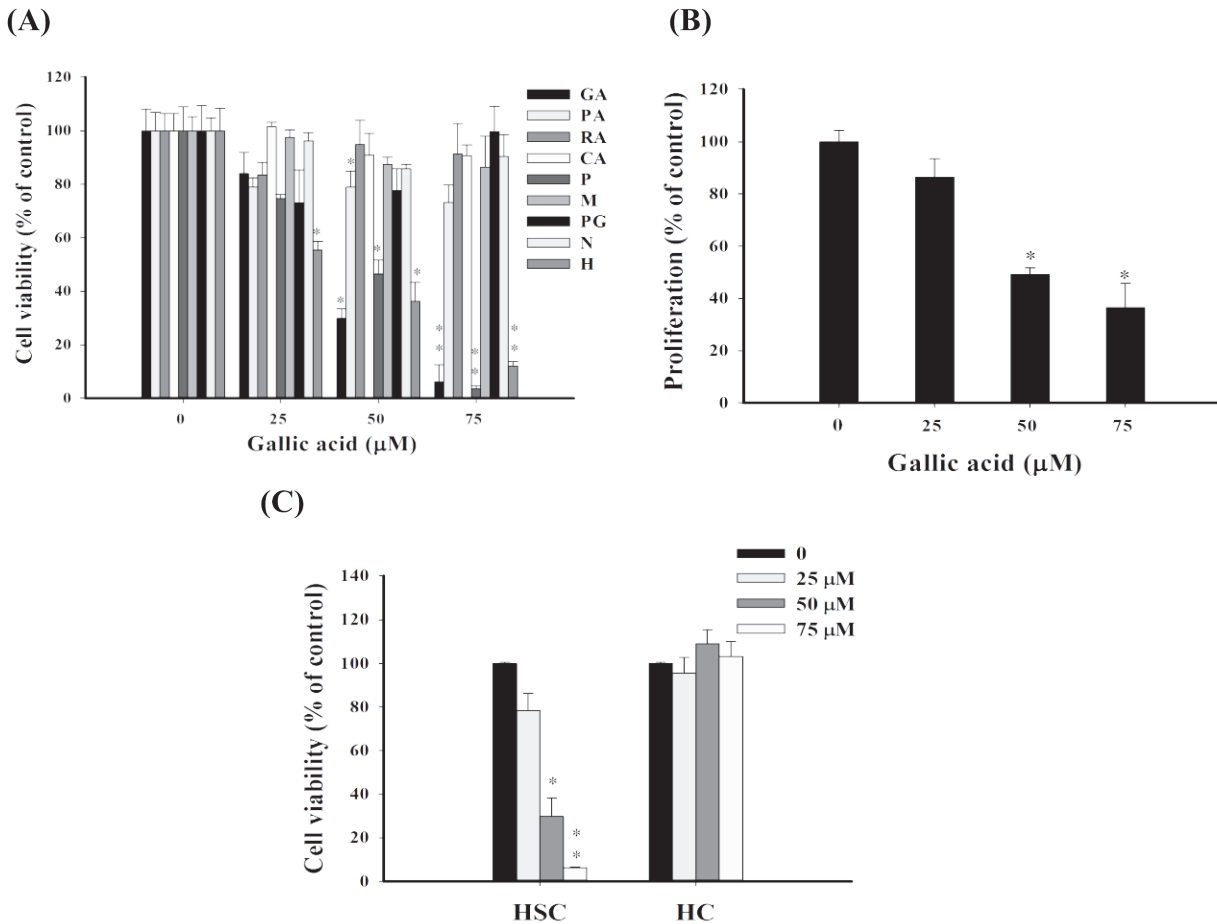 (A)
120
100
80
60
40
20
0
Cell viability (% of control)
* * * * * * * * * * * *
0 25 50 75
Gallic acid (μM)
GA
PA
RA
CA
P
M
PG
N
H
(B)
120
100
80
60
40
20
0
Proliferation (% of control)
* *
0 25 50 75
Gallic acid (μM)
(C)
140
120
100
80
60
40
20
0
Cell viability (% of control)
* * *
HSC HC
0
25 μM
50 μM
75 μM